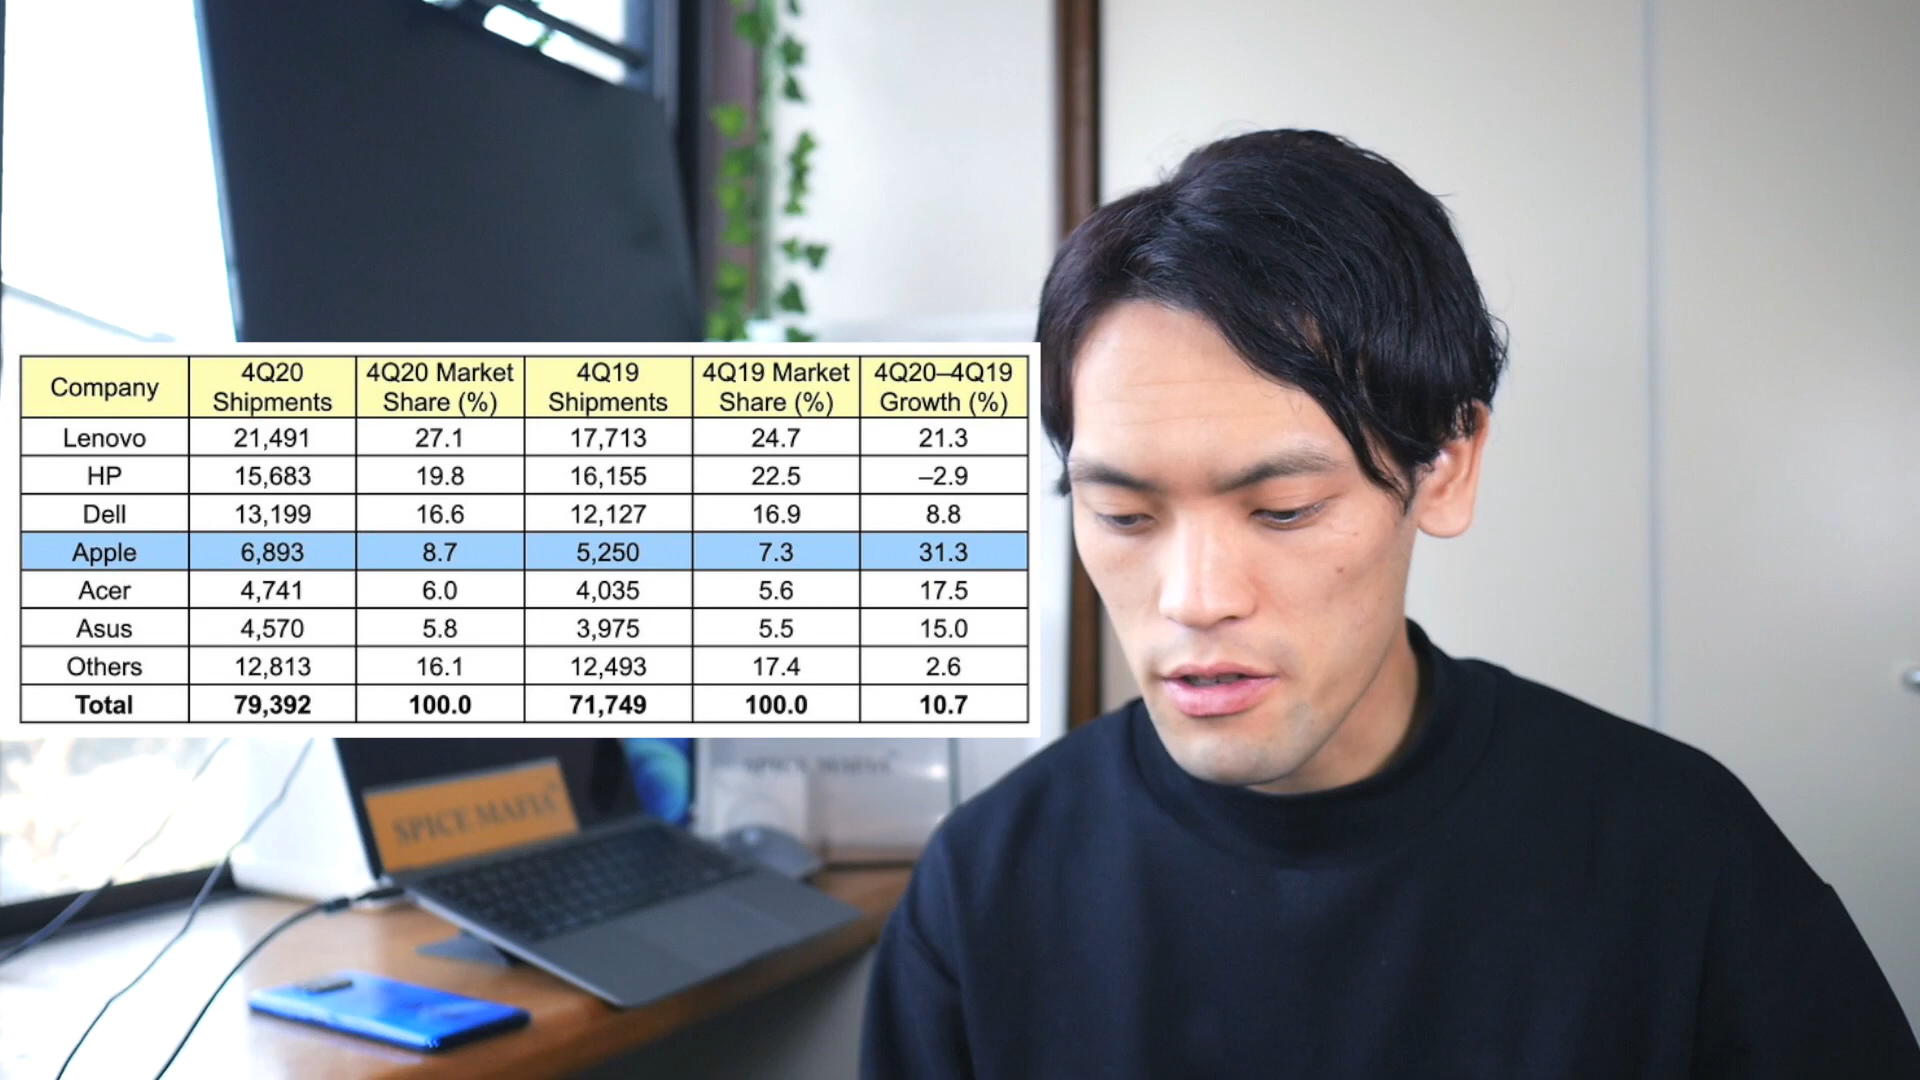 Company 4Q20 Shipments 4Q20 Market Share (%) 4Q19 Shipments 4Q19 Market Share (%) 4Q20–4Q19 Growth (%)
Lenovo 21,491 27.1 17,713 24.7 21.3
HP 15,683 19.8 16,155 22.5 –2.9
Dell 13,199 16.6 12,127 16.9 8.8
Apple 6,893 8.7 5,250 7.3 31.3
Acer 4,741 6.0 4,035 5.6 17.5
Asus 4,570 5.8 3,975 5.5 15.0
Others 12,813 16.1 12,493 17.4 2.6
Total 79,392 100.0 71,749 100.0 10.7
SPICE MAFIA
SPICE MAFIA